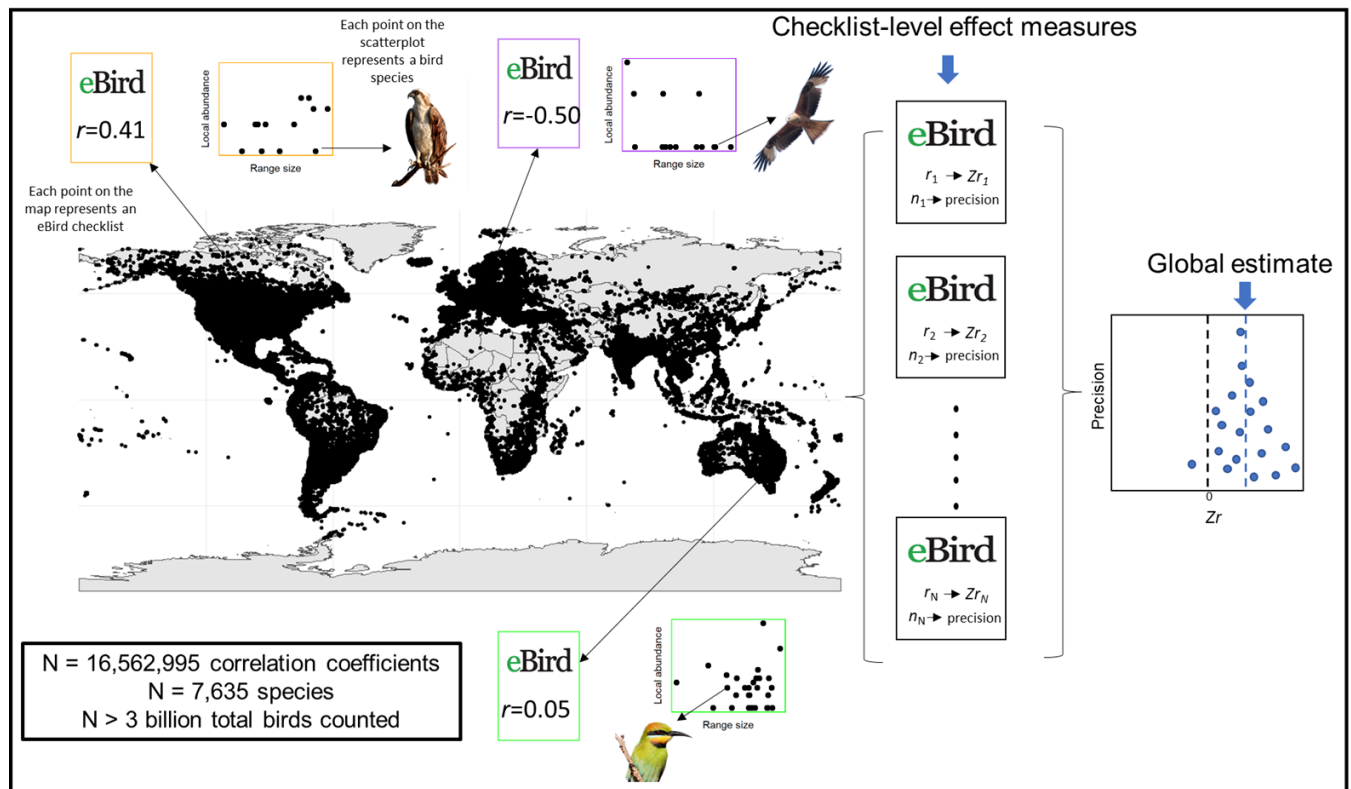 Checklist-level effect measures
Each point on the
scatterplot
represents a bird
species
eBird
r=0.41
Local abundance
Range size
eBird
r=-0.50
Local abundance
Range size
Each point on the
map represents an
eBird checklist
eBird
r1 → Zr1
n1→ precision
eBird
r2 → Zr2
n2→ precision
eBird
rN → ZrN
nN→ precision
Global estimate
Precision
0
Zr
eBird
r=0.05
Local abundance
Range size
N = 16,562,995 correlation coefficients
N = 7,635 species
N > 3 billion total birds counted